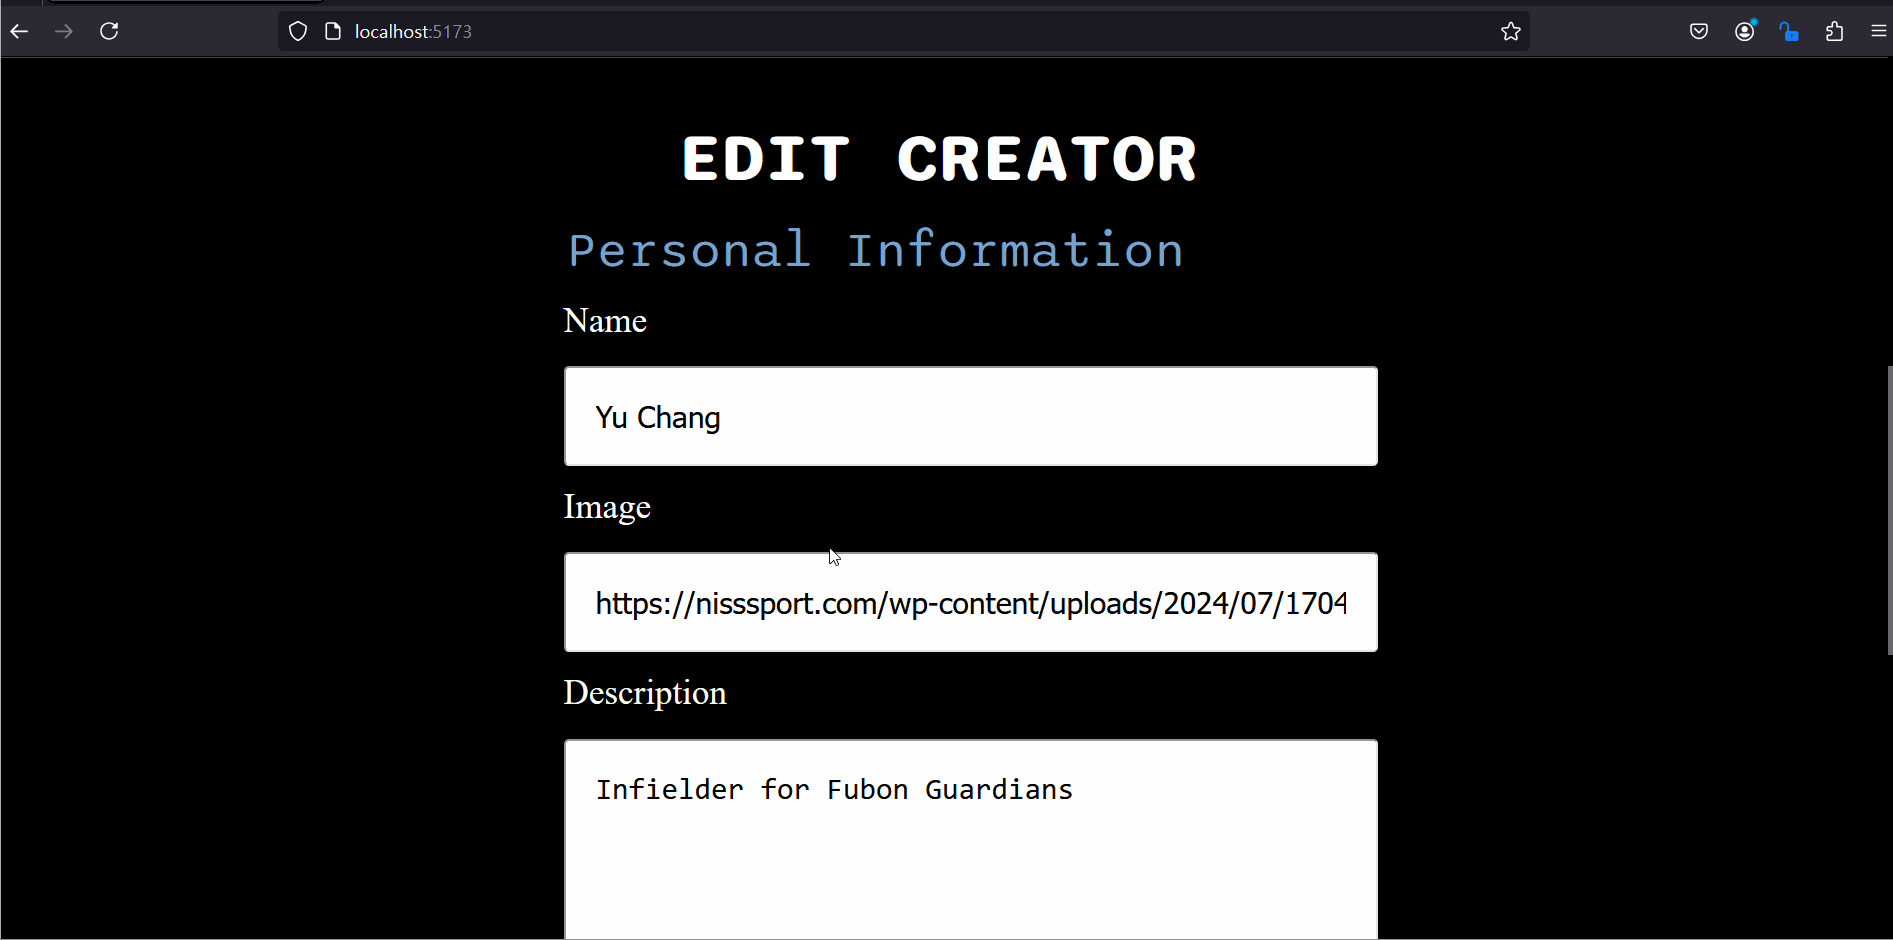 localhost:5173
EDIT CREATOR
Personal Information
Name
Yu Chang
Image
https://nisssport.com/wp-content/uploads/2024/07/1704
Description
Infielder for Fubon Guardians